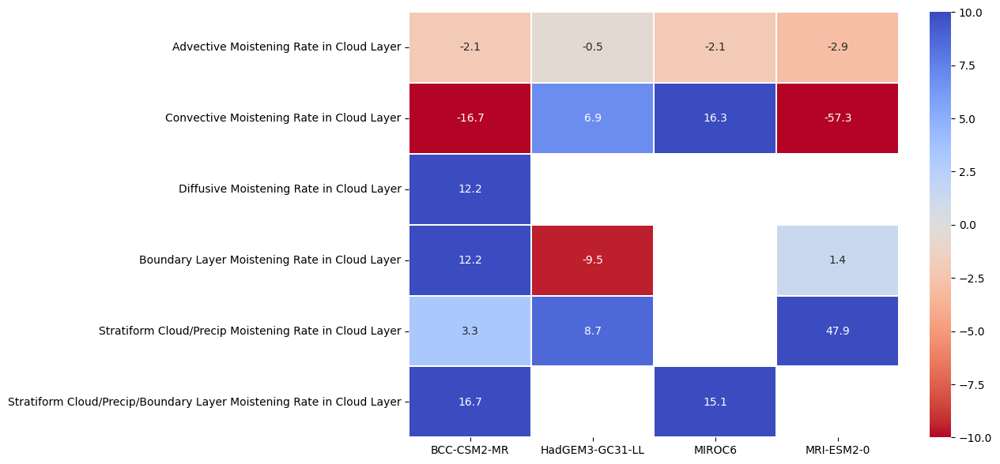 Advective Moistening Rate in Cloud Layer -2.1 -0.5 -2.1 -2.9
Convective Moistening Rate in Cloud Layer -16.7 6.9 16.3 -57.3
Diffusive Moistening Rate in Cloud Layer 12.2
Boundary Layer Moistening Rate in Cloud Layer 12.2 -9.5 1.4
Stratiform Cloud/Precip Moistening Rate in Cloud Layer 3.3 8.7 47.9
Stratiform Cloud/Precip/Boundary Layer Moistening Rate in Cloud Layer 16.7 15.1
BCC-CSM2-MR HadGEM3-GC31-LL MIROC6 MRI-ESM2-0
10.0
7.5
5.0
2.5
0.0
−2.5
−5.0
−7.5
−10.0